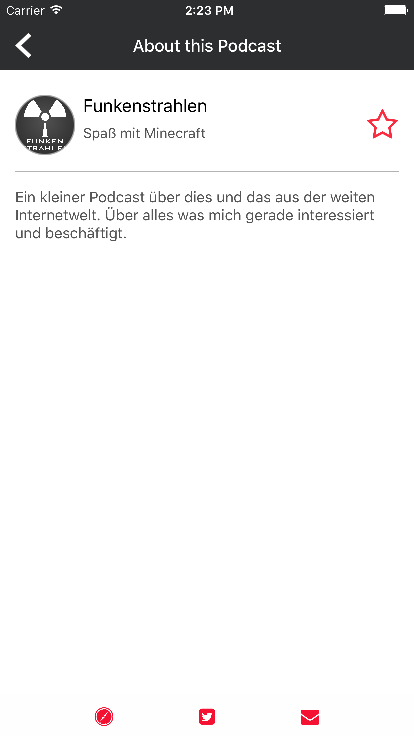 Carrier 2:23 PM
About this Podcast
Funkenstrahlen
Spaß mit Minecraft
FUNKEN
STRAHLE
Ein kleiner Podcast über dies und das aus der weiten
Internetwelt. Über alles was mich gerade interessiert
und beschäftigt.